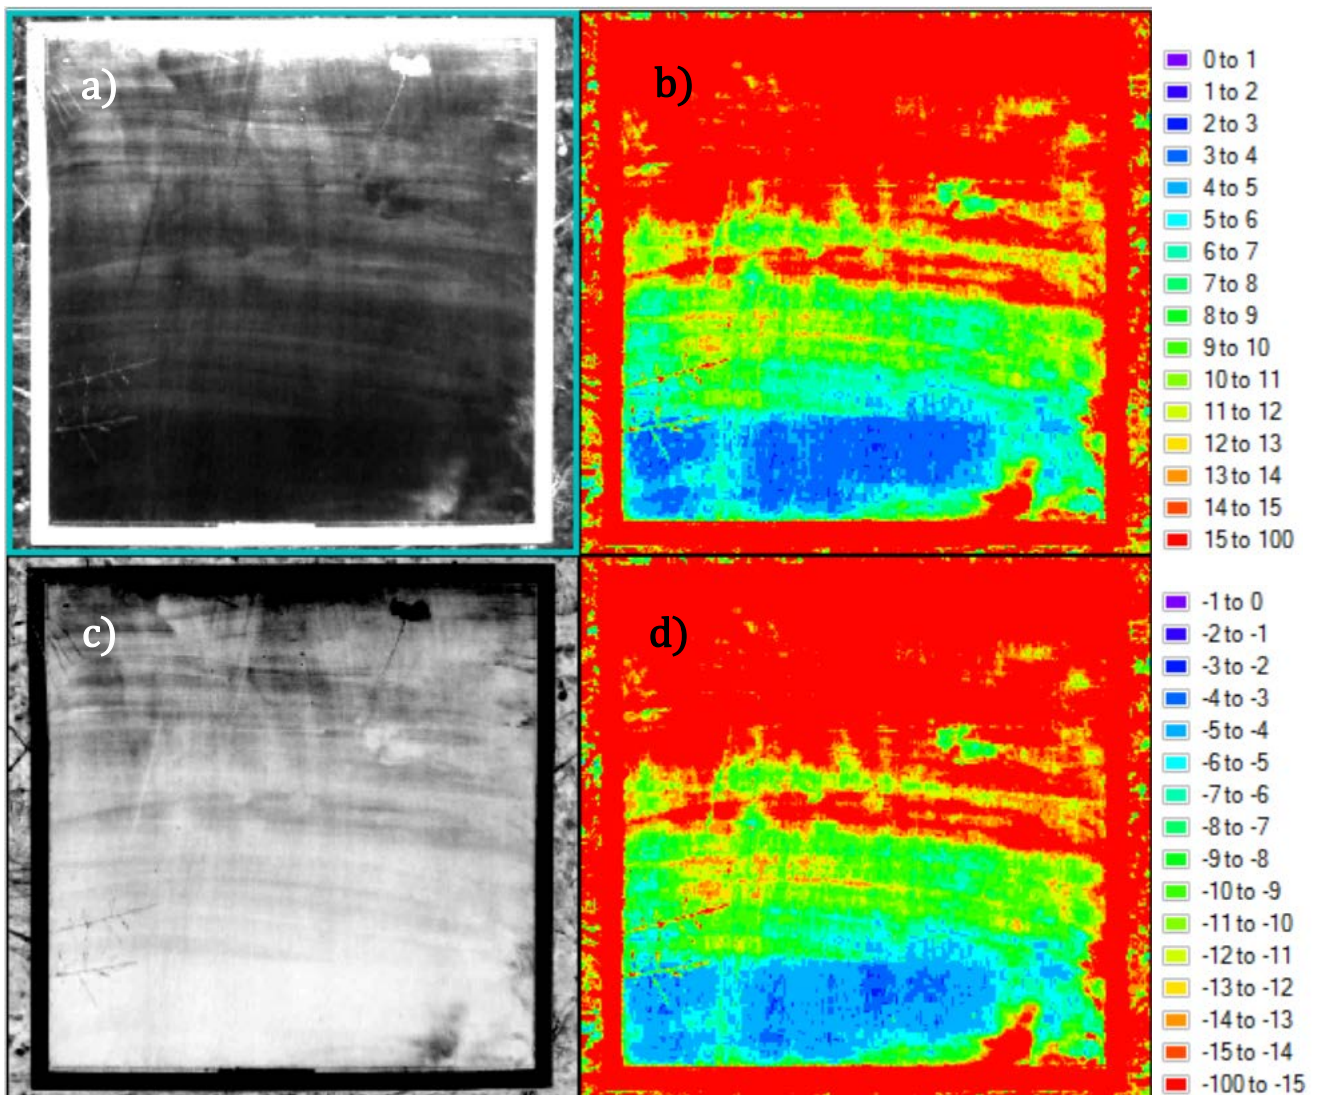 a)
b)
0 to 1
1 to 2
2 to 3
3 to 4
4 to 5
5 to 6
6 to 7
7 to 8
8 to 9
9 to 10
10 to 11
11 to 12
12 to 13
13 to 14
14 to 15
15 to 100
c)
d)
-1 to 0
-2 to -1
-3 to -2
-4 to -3
-5 to -4
-6 to -5
-7 to -6
-8 to -7
-9 to -8
-10 to -9
-11 to -10
-12 to -11
-13 to -12
-14 to -13
-15 to -14
-100 to -15